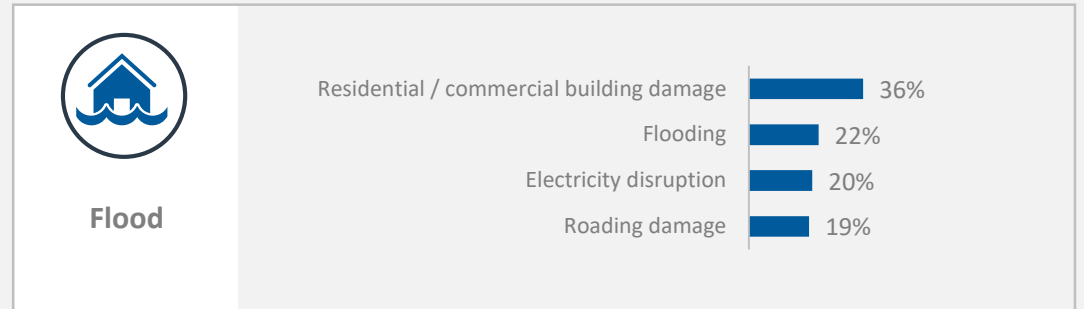 Residential / commercial building damage 36%
Flooding 22%
Electricity disruption 20%
Roading damage 19%
Flood